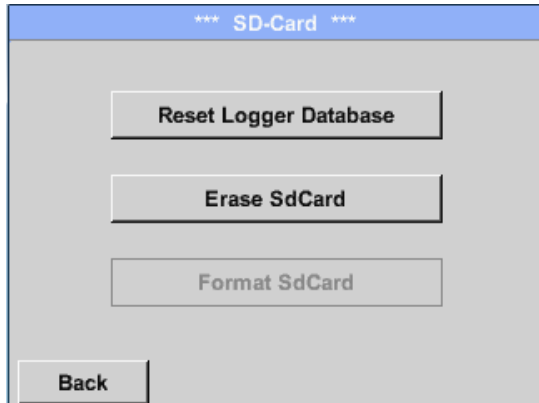 *** SD-Card ***
Reset Logger Database
Erase SdCard
Format SdCard
Back